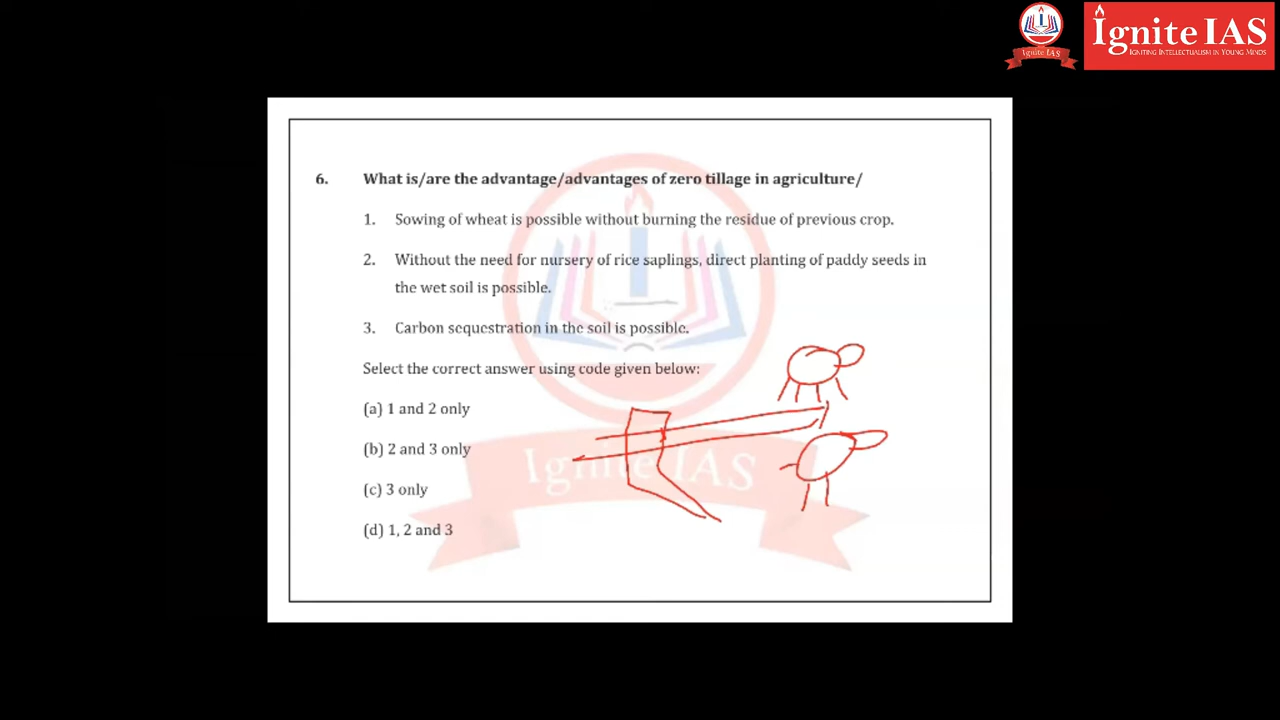 Ignite IAS
Ignite IAS
IGNITING INTELLECTUALISM IN YOUNG MINDS
6. What is/are the advantage/advantages of zero tillage in agriculture/
1. Sowing of wheat is possible without burning the residue of previous crop.
2. Without the need for nursery of rice saplings, direct planting of paddy seeds in
the wet soil is possible.
3. Carbon sequestration in the soil is possible.
Select the correct answer using code given below:
(a) 1 and 2 only
(b) 2 and 3 only
(c) 3 only
(d) 1, 2 and 3
Ignite IAS